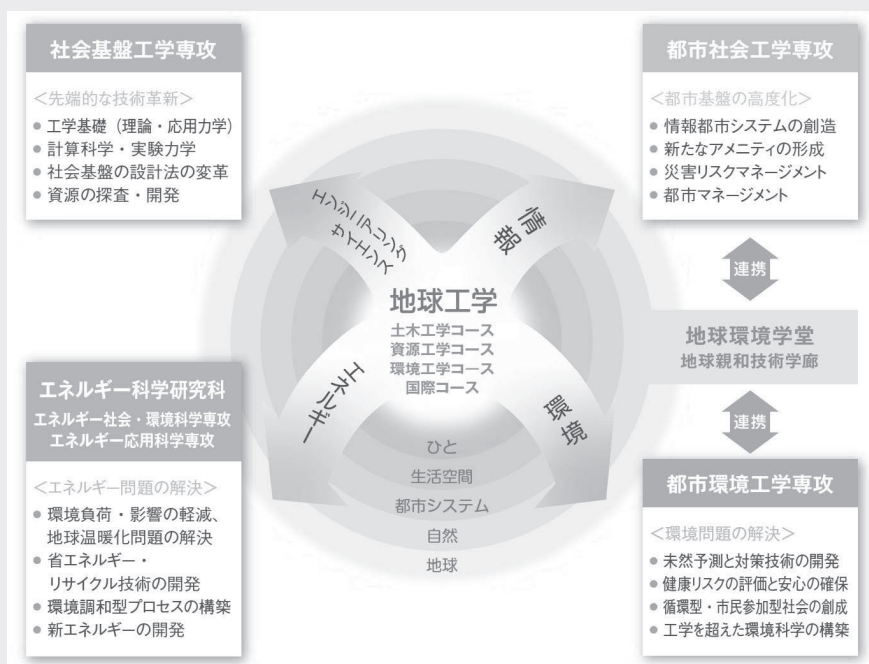 社会基盤工学専攻
<先端的な技術革新>
● 工学基礎(理論・応用力学)
● 計算科学・実験力学
● 社会基盤の設計法の変革
● 資源の探査・開発
都市社会工学専攻
<都市基盤の高度化>
● 情報都市システムの創造
● 新たなアメニティの形成
● 災害リスクマネージメント
● 都市マネージメント
連携
地球環境学堂
地球親和技術学廊
連携
エンジニアリング
サイエンス
情報
地球工学
土木工学コース
資源工学コース
環境工学コース
国際コース
エネルギー
環境
ひと
生活空間
都市システム
自然
地球
エネルギー科学研究科
エネルギー社会・環境科学専攻
エネルギー応用科学専攻
<エネルギー問題の解決>
● 環境負荷・影響の軽減、
地球温暖化問題の解決
● 省エネルギー・
リサイクル技術の開発
● 環境調和型プロセスの構築
● 新エネルギーの開発
都市環境工学専攻
<環境問題の解決>
● 未然予測と対策技術の開発
● 健康リスクの評価と安心の確保
● 循環型・市民参加型社会の創成
● 工学を超えた環境科学の構築